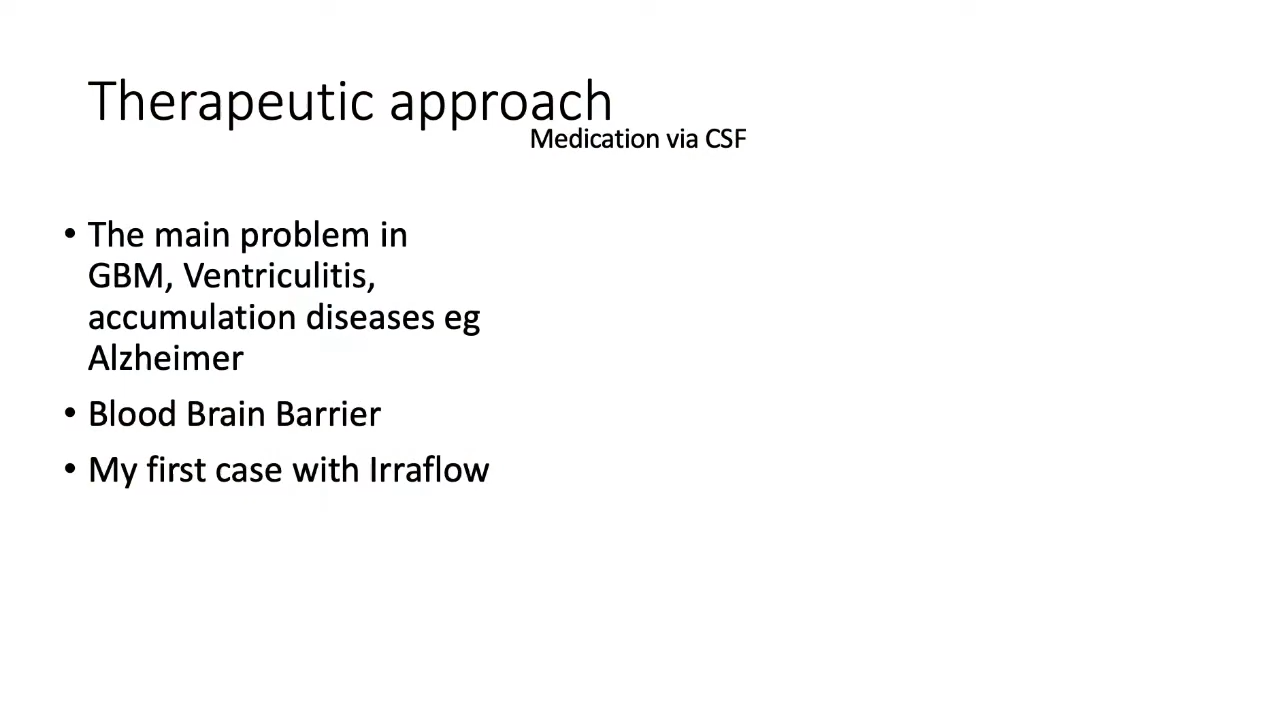 Therapeutic approach
Medication via CSF
• The main problem in
GBM, Ventriculitis,
accumulation diseases eg
Alzheimer
• Blood Brain Barrier
• My first case with Irraflow